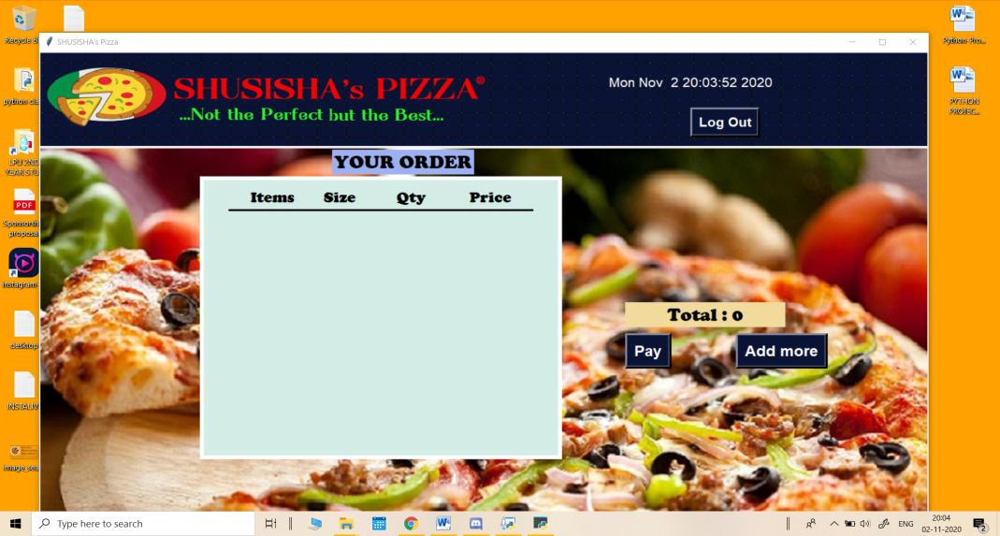 Recycle B
SHUSISHA's Pizza
SHUSISHA's PIZZA®
...Not the Perfect but the Best...
Mon Nov 2 20:03:52 2020
Log Out
YOUR ORDER
Items Size Qty Price
Total : 0
Pay Add more
python cla
LPU 2ND
YEAR STU
PDF
Sponsorsh
proposa
Instagram-
desktop
INSTALIV
image_sea
Python-Pro...
PYTHON
PROJEC...
Type here to search
ENG
20:04
02-11-2020
2